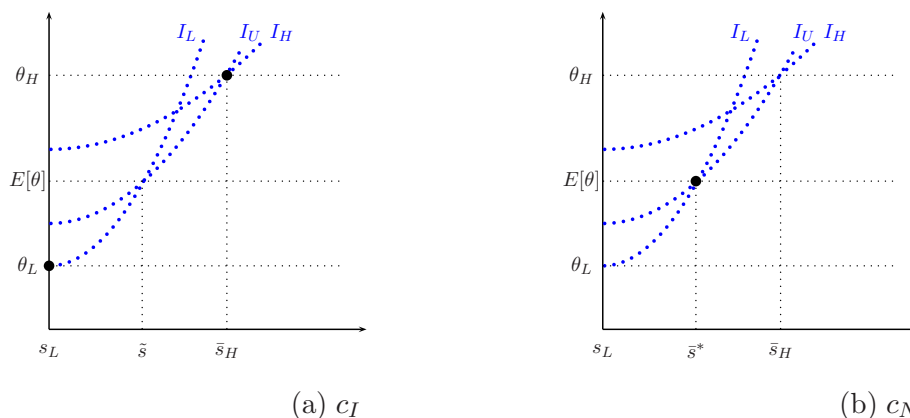 I_L I_U I_H I_L I_U I_H
θ_H θ_H
E[θ] E[θ]
θ_L θ_L
s_L s̃ s̄_H s_L s̄* s̄_H
(a) c_I (b) c_N